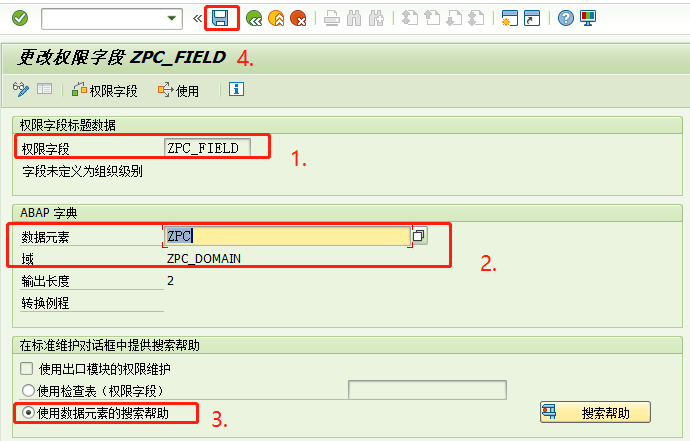 更改权限字段 ZPC_FIELD
4.
权限字段
使用
权限字段标题数据
权限字段 ZPC_FIELD
1.
字段未定义为组织级别
ABAP 字典
数据元素 ZPC
域 ZPC_DOMAIN
2.
输出长度 2
转换例程
在标准维护对话框中提供搜索帮助
使用出口模块的权限维护
使用检查表（权限字段）
使用数据元素的搜索帮助
3.
搜索帮助